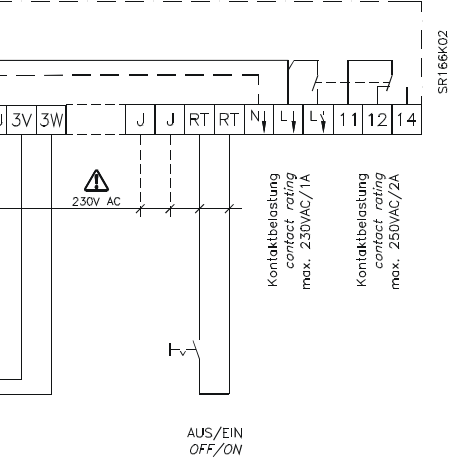 SR166K02
3V 3W J J RT RT N L L 11 12 14
230V AC
Kontaktbelastung
contact rating
max. 230VAC/1A
Kontaktbelastung
contact rating
max. 250VAC/2A
AUS/EIN
OFF/ON